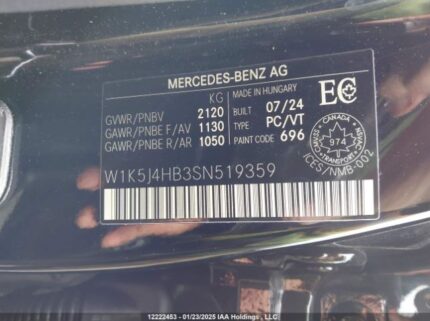 MERCEDES-BENZ AG
KG
GVWR/PNBV 2120
GAWR/PNBE F/AV 1130
GAWR/PNBE R/AR 1050
MADE IN HUNGARY
BUILT 07/24
TYPE PC/VT
PAINT CODE 696
EC
CANADA
974
CMVSS
NSVAC
ICES/NMB-002
W1K5J4HB3SN519359
12222453 - 01/23/2025 IAA Holdings , LLC